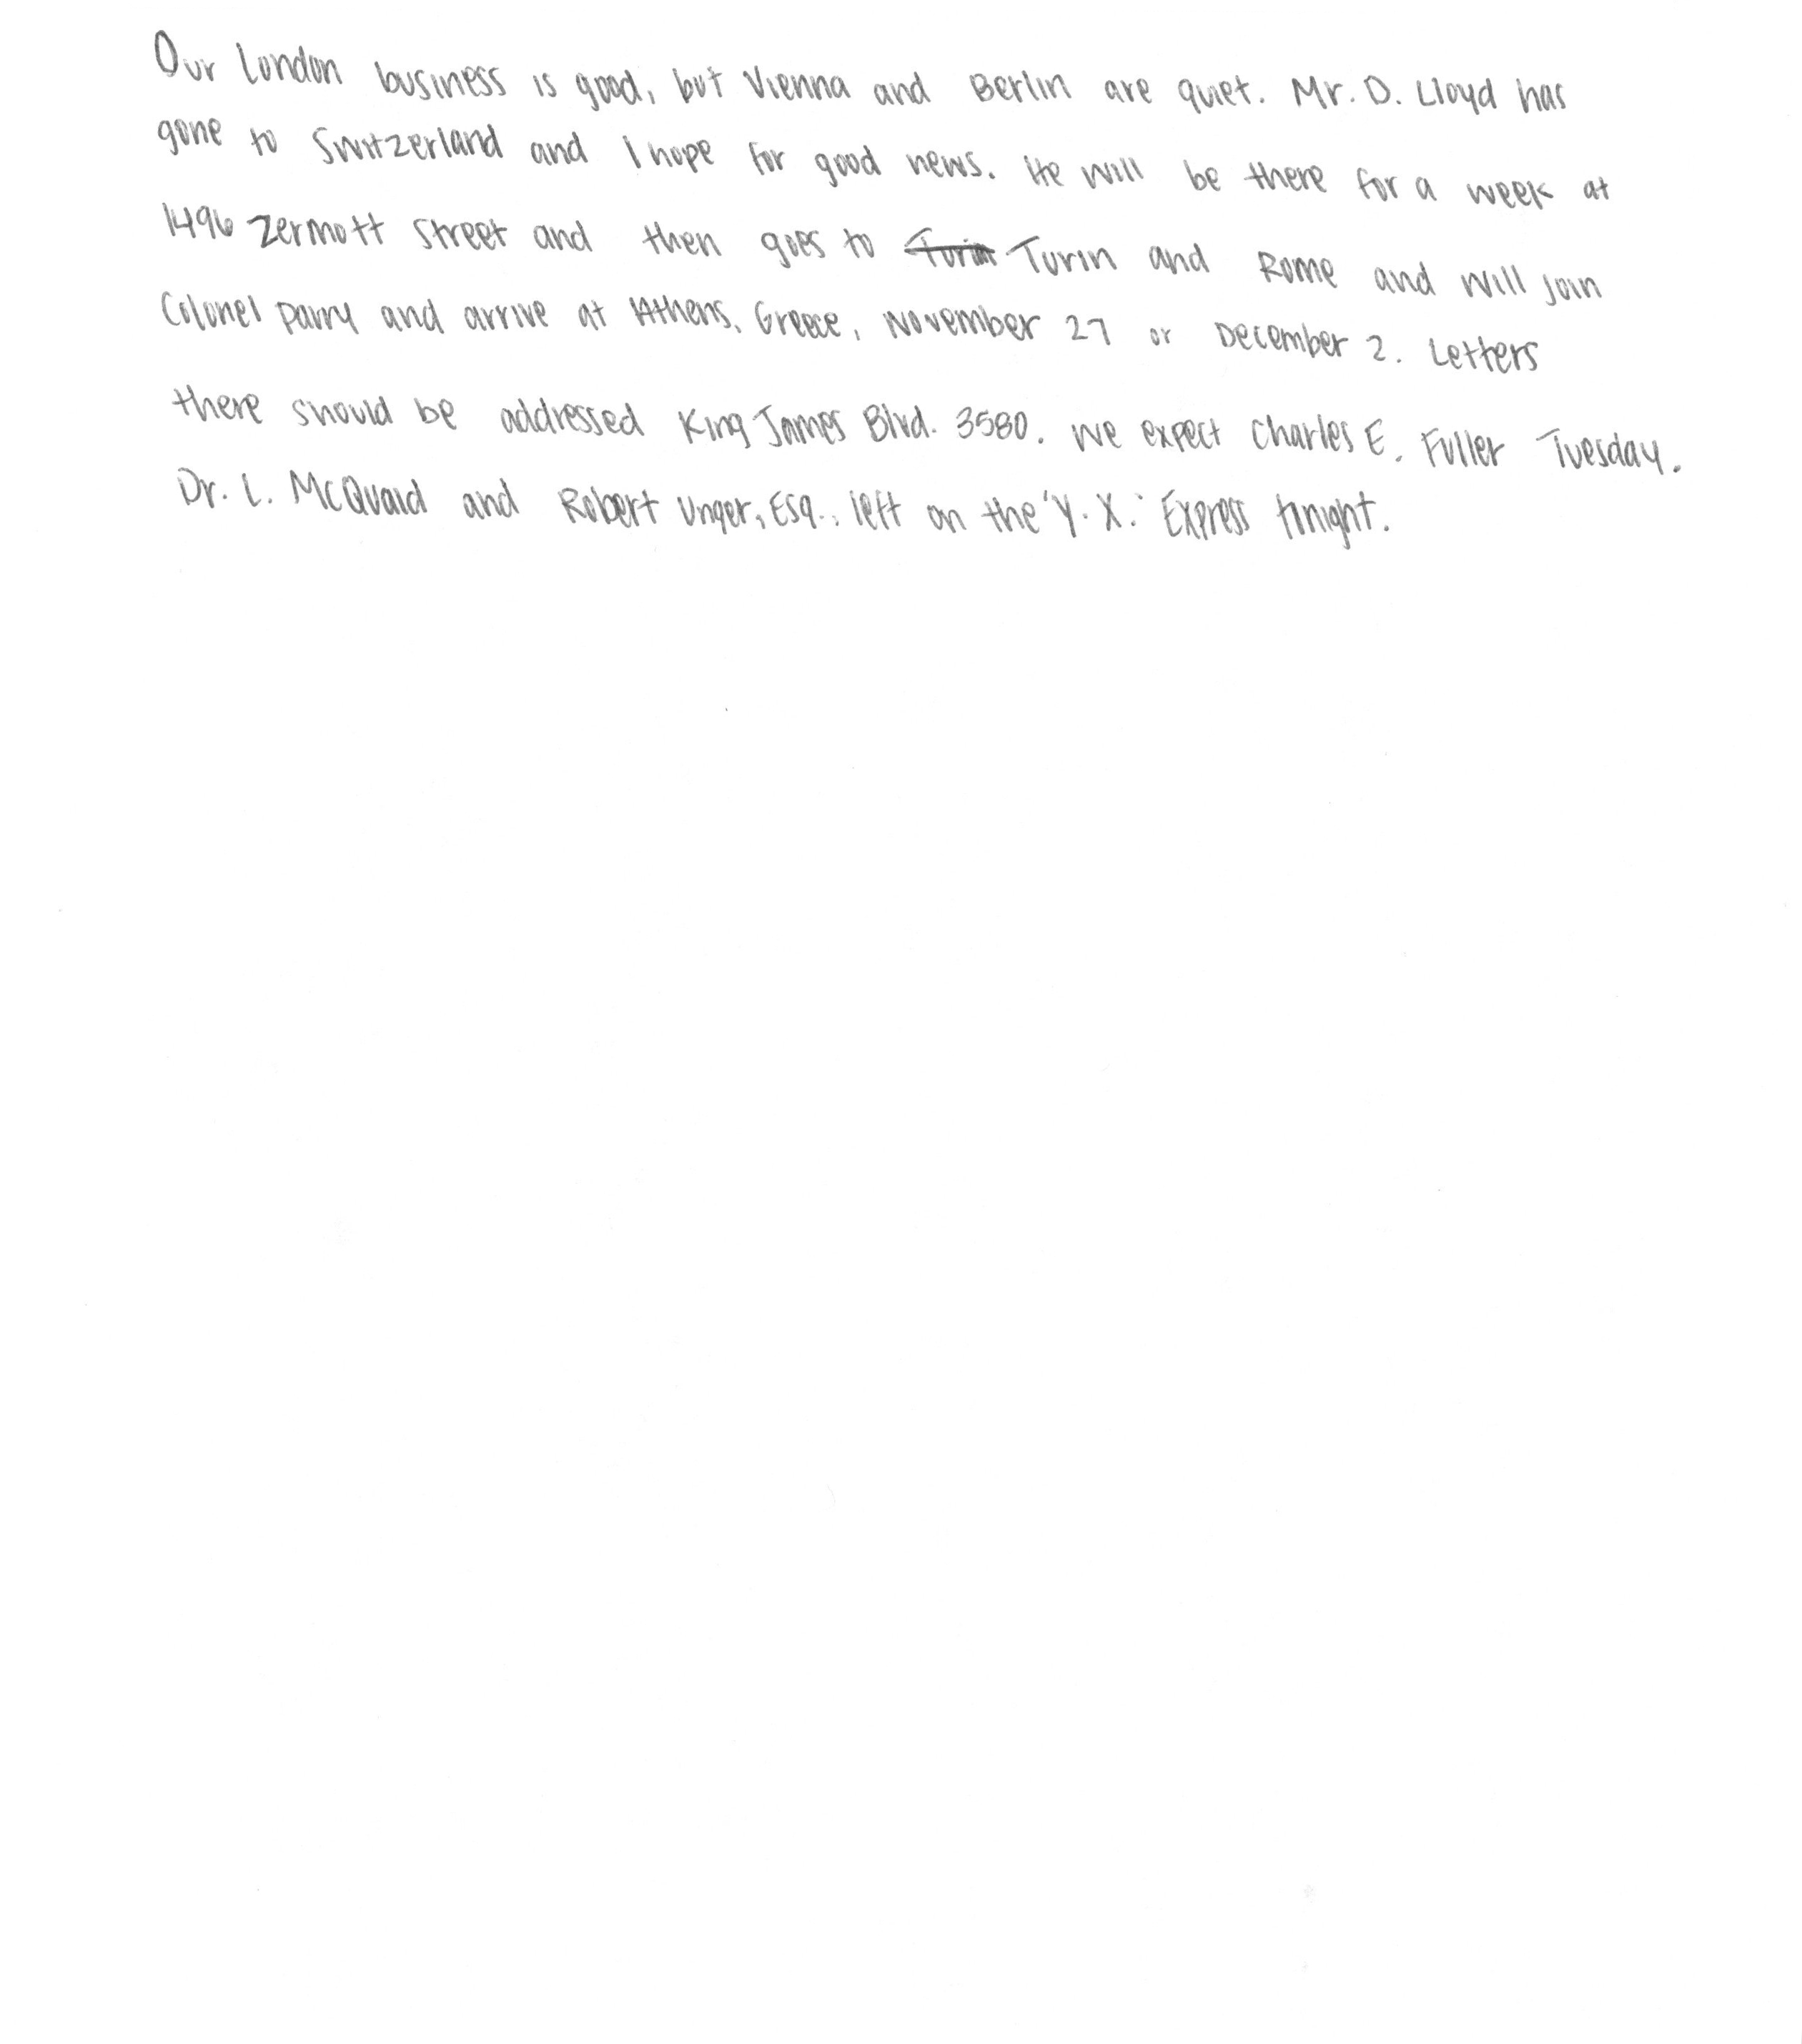 Our London business is good, but Vienna and Berlin are quiet. Mr. D. Lloyd has
gone to Switzerland and I hope for good news. He will be there for a week at
1496 Zermott Street and then goes to Turin Turin and Rome and will join
Colonel Parry and arrive at Athens, Greece, November 27 or December 2. Letters
there should be addressed King James Blvd. 3580. We expect Charles E. Fuller Tuesday.
Dr. L. McQuaid and Robert Unger, Esq., left on the 'Y. X.' Express tonight.